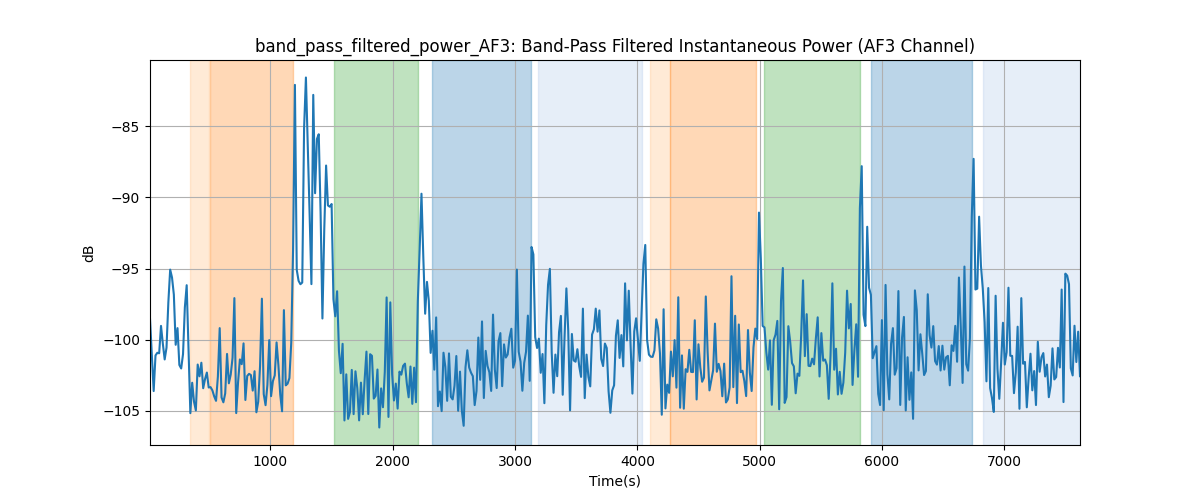 band_pass_filtered_power_AF3: Band-Pass Filtered Instantaneous Power (AF3 Channel)
−85
−90
−95
−100
−105
dB
1000 2000 3000 4000 5000 6000 7000
Time(s)